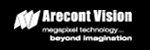 Arecont Vision
megapixel technology...
beyond imagination